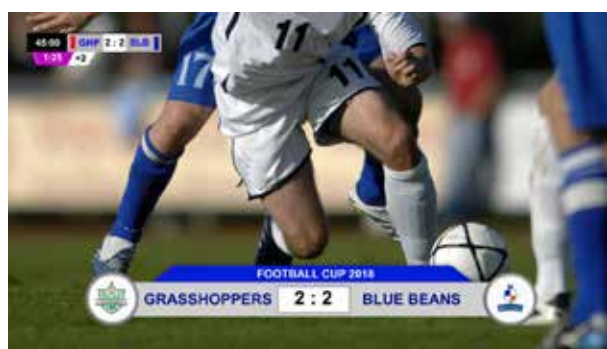 45:00 GHP 2 : 2 BLB
1:25 +3
11
17
11
FOOTBALL CUP 2018
GRASSHOPPERS 2 : 2 BLUE BEANS